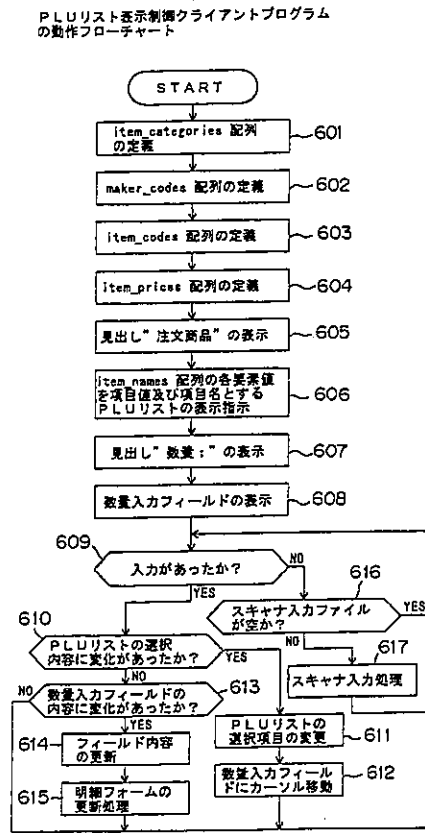 PLUリスト表示制御クライアントプログラム
の動作フローチャート
START
item_categories 配列
の定義
601
maker_codes 配列の定義
602
item_codes 配列の定義
603
item_prices 配列の定義
604
見出し”注文商品”の表示
605
item_names 配列の各要素値
を項目値及び項目名とする
PLUリストの表示指示
606
見出し”数量：”の表示
607
数量入力フィールドの表示
608
609
入力があったか？
NO
YES
616
スキャナ入力ファイル
が空か？
YES
NO
610
PLUリストの選択
内容に変化があったか？
YES
NO
617
スキャナ入力処理
613
数量入力フィールドの
内容に変化があったか？
NO
YES
PLUリストの
選択項目の変更
611
614
フィールド内容
の更新
数量入力フィール
ドにカーソル移動
612
615
明細フォームの
更新処理